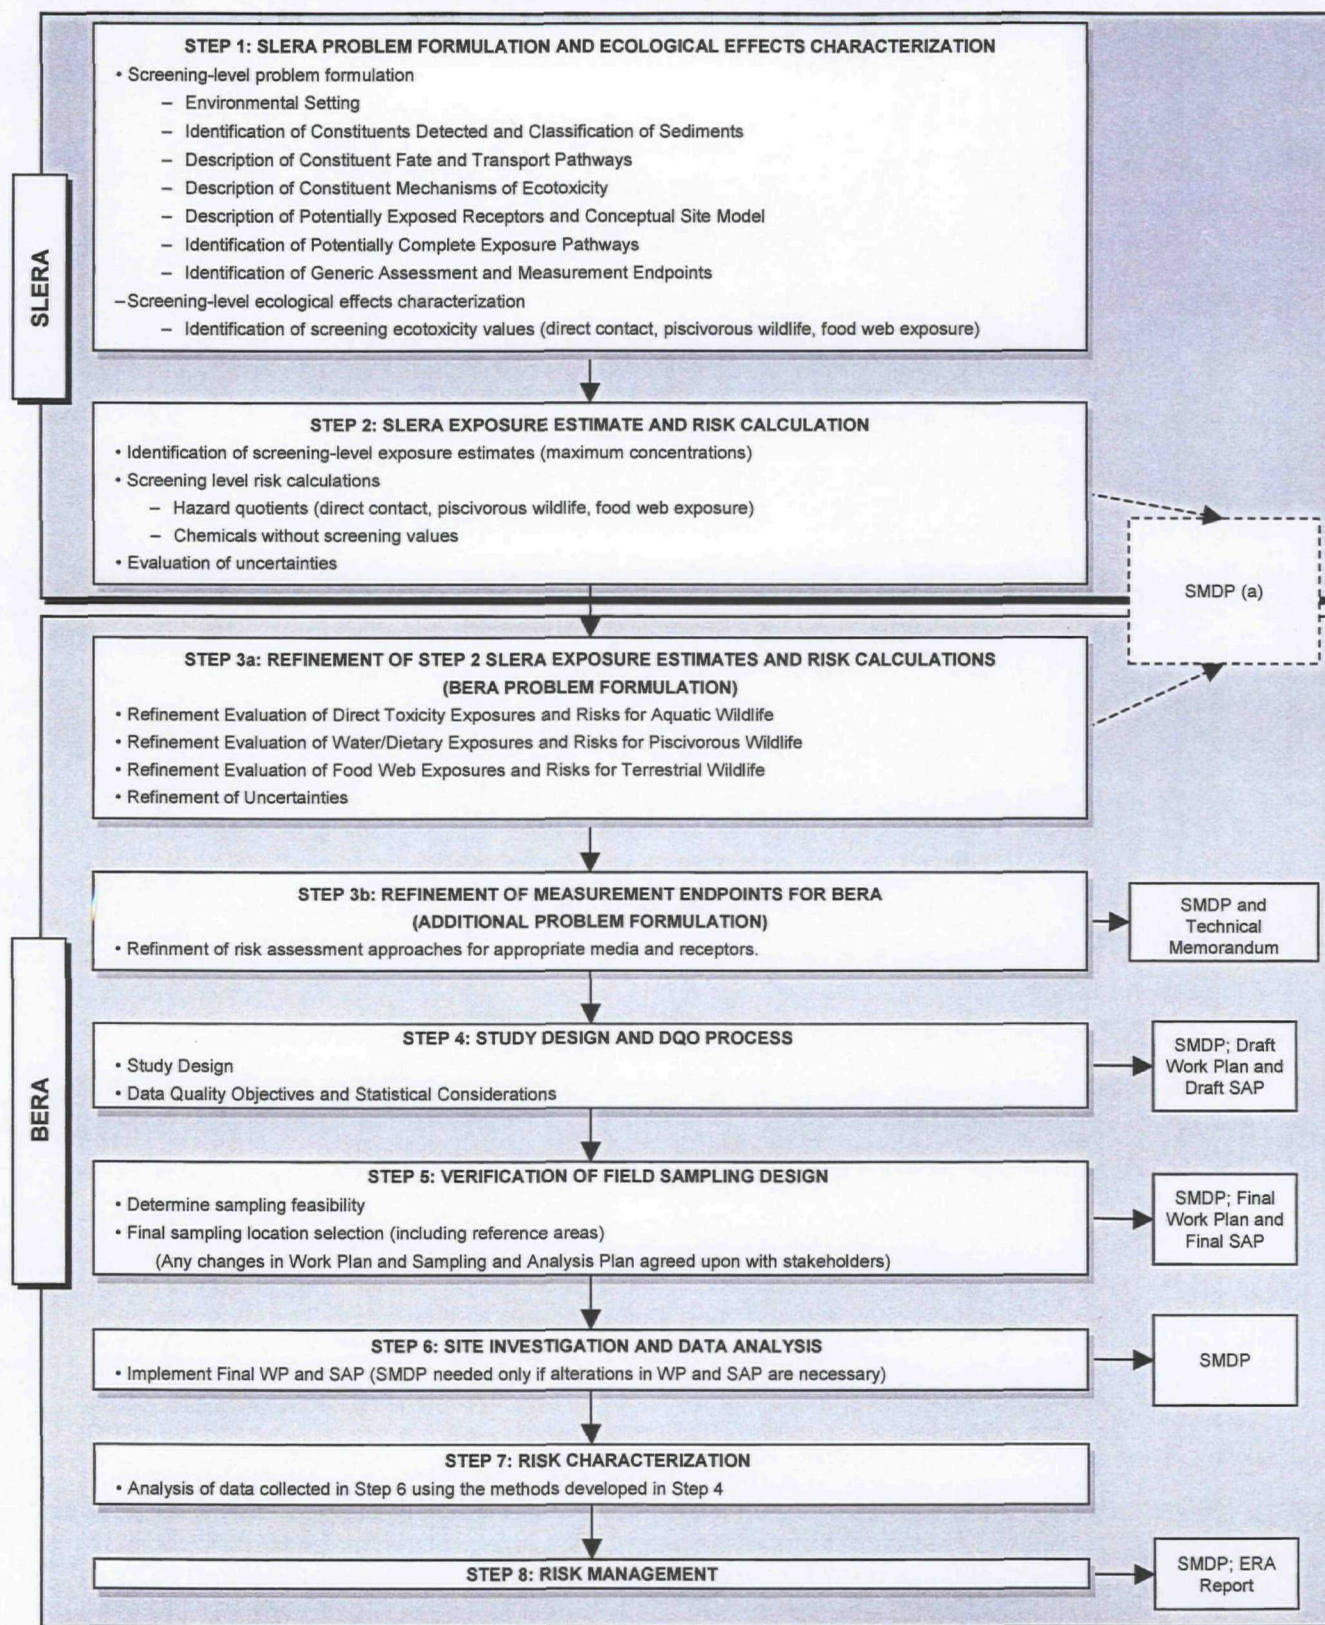 SLERA
STEP 1: SLERA PROBLEM FORMULATION AND ECOLOGICAL EFFECTS CHARACTERIZATION
• Screening-level problem formulation
– Environmental Setting
– Identification of Constituents Detected and Classification of Sediments
– Description of Constituent Fate and Transport Pathways
– Description of Constituent Mechanisms of Ecotoxicity
– Description of Potentially Exposed Receptors and Conceptual Site Model
– Identification of Potentially Complete Exposure Pathways
– Identification of Generic Assessment and Measurement Endpoints
–Screening-level ecological effects characterization
– Identification of screening ecotoxicity values (direct contact, piscivorous wildlife, food web exposure)
STEP 2: SLERA EXPOSURE ESTIMATE AND RISK CALCULATION
• Identification of screening-level exposure estimates (maximum concentrations)
• Screening level risk calculations
– Hazard quotients (direct contact, piscivorous wildlife, food web exposure)
– Chemicals without screening values
• Evaluation of uncertainties
SMDP (a)
BERA
STEP 3a: REFINEMENT OF STEP 2 SLERA EXPOSURE ESTIMATES AND RISK CALCULATIONS
(BERA PROBLEM FORMULATION)
• Refinement Evaluation of Direct Toxicity Exposures and Risks for Aquatic Wildlife
• Refinement Evaluation of Water/Dietary Exposures and Risks for Piscivorous Wildlife
• Refinement Evaluation of Food Web Exposures and Risks for Terrestrial Wildlife
• Refinement of Uncertainties
STEP 3b: REFINEMENT OF MEASUREMENT ENDPOINTS FOR BERA
(ADDITIONAL PROBLEM FORMULATION)
• Refinment of risk assessment approaches for appropriate media and receptors.
SMDP and
Technical
Memorandum
STEP 4: STUDY DESIGN AND DQO PROCESS
• Study Design
• Data Quality Objectives and Statistical Considerations
SMDP; Draft
Work Plan and
Draft SAP
STEP 5: VERIFICATION OF FIELD SAMPLING DESIGN
• Determine sampling feasibility
• Final sampling location selection (including reference areas)
(Any changes in Work Plan and Sampling and Analysis Plan agreed upon with stakeholders)
SMDP; Final
Work Plan and
Final SAP
STEP 6: SITE INVESTIGATION AND DATA ANALYSIS
• Implement Final WP and SAP (SMDP needed only if alterations in WP and SAP are necessary)
SMDP
STEP 7: RISK CHARACTERIZATION
• Analysis of data collected in Step 6 using the methods developed in Step 4
STEP 8: RISK MANAGEMENT
SMDP; ERA
Report